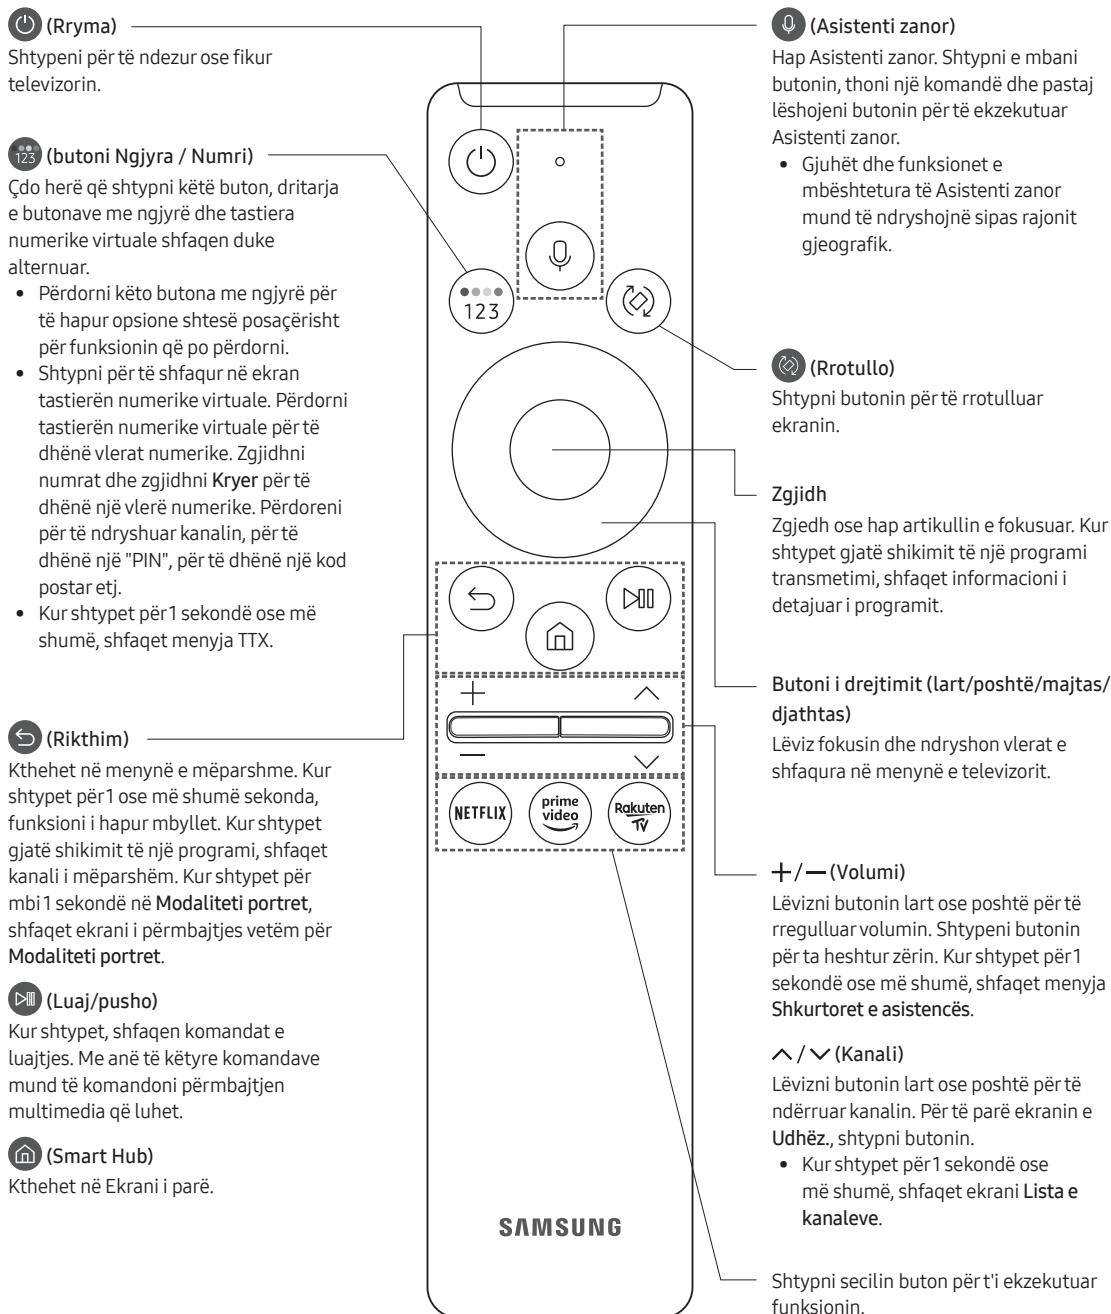 (Rryma)
Shtypeni për të ndezur ose fikur
televizorin.
123 (butoni Ngjyra / Numri)
Çdo herë që shtypni këtë buton, dritarja
e butonave me ngjyrë dhe tastiera
numerike virtuale shfaqen duke
alternuar.
• Përdorni këto butona me ngjyrë për
të hapur opsione shtesë posaçërisht
për funksionin që po përdorni.
• Shtypni për të shfaqur në ekran
tastierën numerike virtuale. Përdorni
tastierën numerike virtuale për të
dhënë vlerat numerike. Zgjidhni
numrat dhe zgjidhni Kryer për të
dhënë një vlerë numerike. Përdoreni
për të ndryshuar kanalin, për të
dhënë një "PIN", për të dhënë një kod
postar etj.
• Kur shtypet për 1 sekondë ose më
shumë, shfaqet menyja TTX.
(Rikthim)
Kthehet në menynë e mëparshme. Kur
shtypet për 1 ose më shumë sekonda,
funksioni i hapur mbyllet. Kur shtypet
gjatë shikimit të një programi, shfaqet
kanali i mëparshëm. Kur shtypet për
mbi 1 sekondë në Modaliteti portret,
shfaqet ekrani i përmbajtjes vetëm për
Modaliteti portret.
(Luaj/pusho)
Kur shtypet, shfaqen komandat e
luajtjes. Me anë të këtyre komandave
mund të komandoni përmbajtjen
multimedia që luhet.
(Smart Hub)
Kthehet në Ekrani i parë.
123
NETFLIX
prime
video
Rakuten
TV
SAMSUNG
(Asistenti zanor)
Hap Asistenti zanor. Shtypni e mbani
butonin, thoni një komandë dhe pastaj
lëshojeni butonin për të ekzekutuar
Asistenti zanor.
• Gjuhët dhe funksionet e
mbështetura të Asistenti zanor
mund të ndryshojnë sipas rajonit
gjeografik.
(Rrotullo)
Shtypni butonin për të rrotulluar
ekranin.
Zgjidh
Zgjedh ose hap artikullin e fokusuar. Kur
shtypet gjatë shikimit të një programi
transmetimi, shfaqet informacioni i
detajuar i programit.
Butoni i drejtimit (lart/poshtë/majtas/
djathtas)
Lëviz fokusin dhe ndryshon vlerat e
shfaqura në menynë e televizorit.
+/− (Volumi)
Lëvizni butonin lart ose poshtë për të
rregulluar volumin. Shtypeni butonin
për ta heshtur zërin. Kur shtypet për 1
sekondë ose më shumë, shfaqet menyja
Shkurtoret e asistencës.
/ (Kanali)
Lëvizni butonin lart ose poshtë për të
ndërruar kanalin. Për të parë ekranin e
Udhëz., shtypni butonin.
• Kur shtypet për 1 sekondë ose
më shumë, shfaqet ekrani Lista e
kanaleve.
Shtypni secilin buton për t'i ekzekutuar
funksionin.